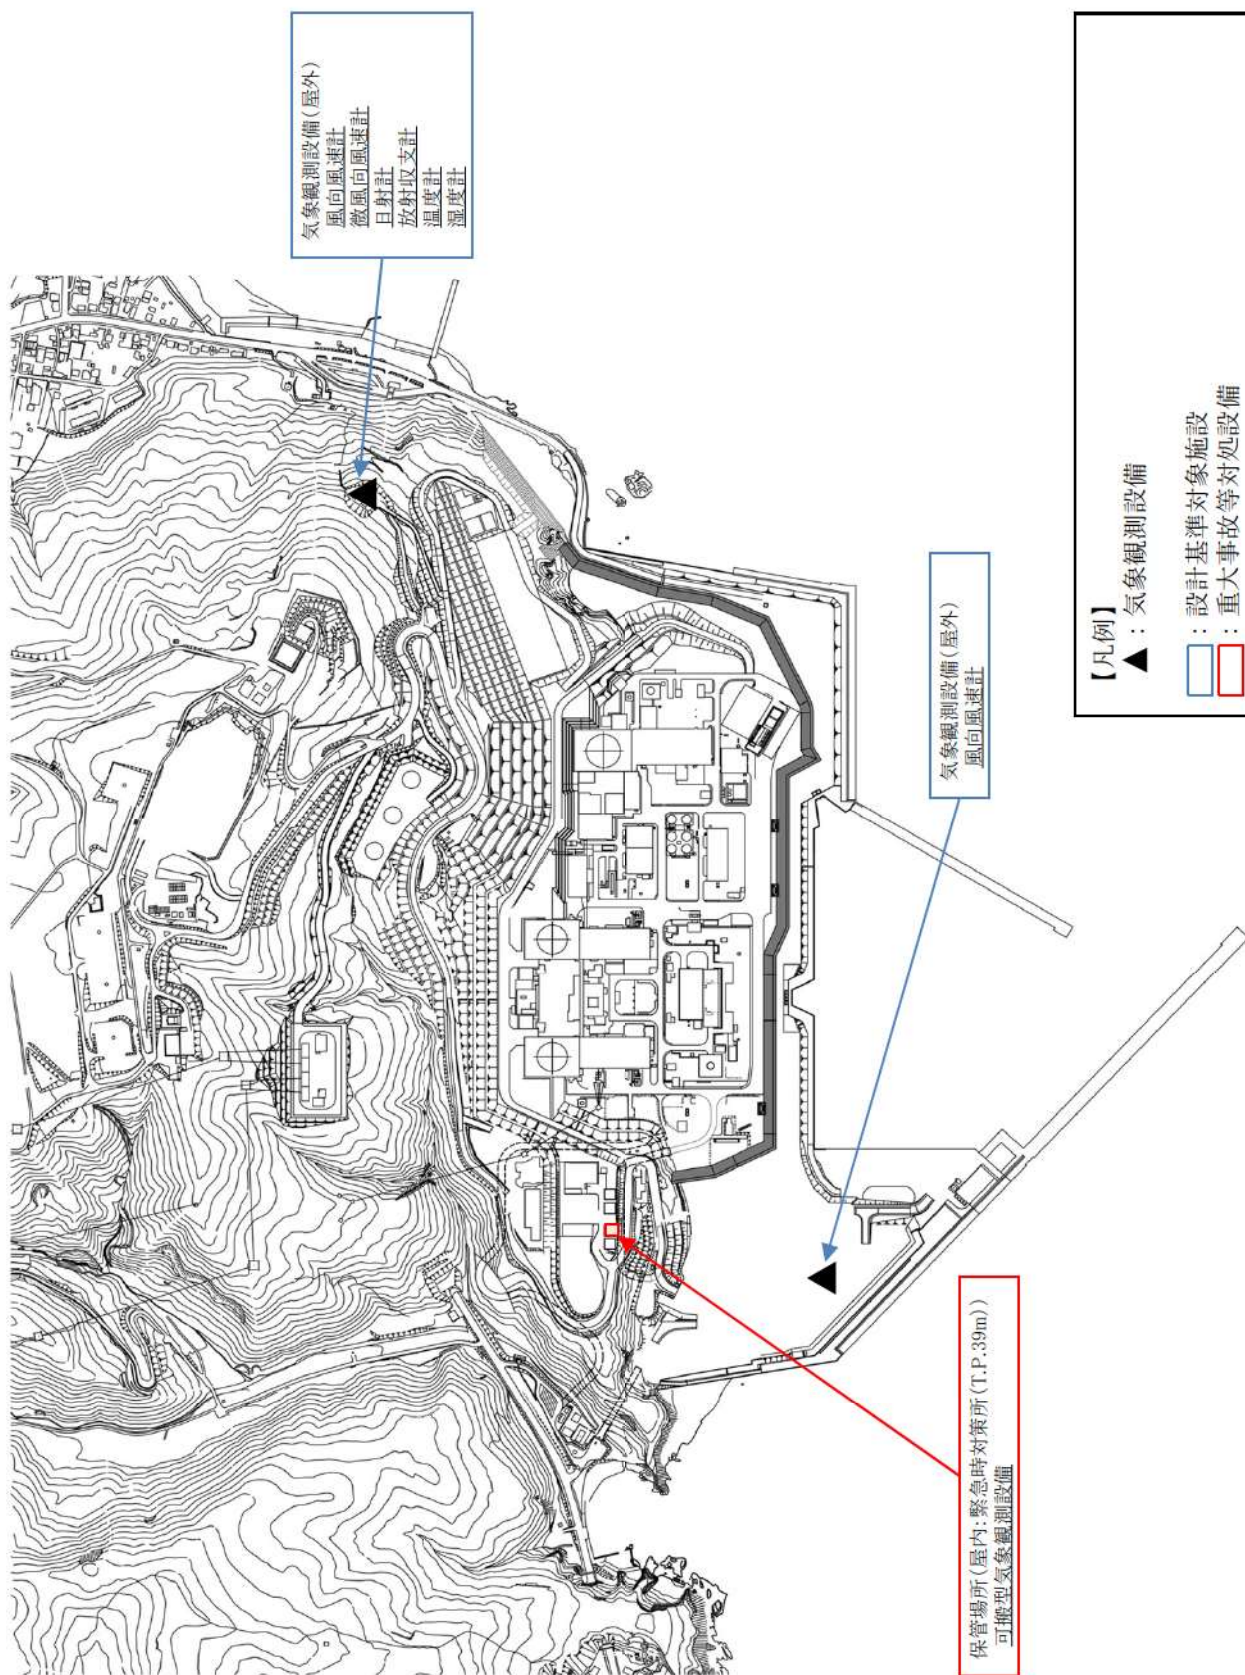 気象観測設備(屋外)
風向風速計
微風向風速計
日射計
放射収支計
温度計
湿度計
気象観測設備(屋外)
風向風速計
保管場所(屋内:緊急時対策所(T.P.39m))
可搬型気象観測設備
【凡例】
▲ : 気象観測設備
: 設計基準対象施設
: 重大事故等対処設備